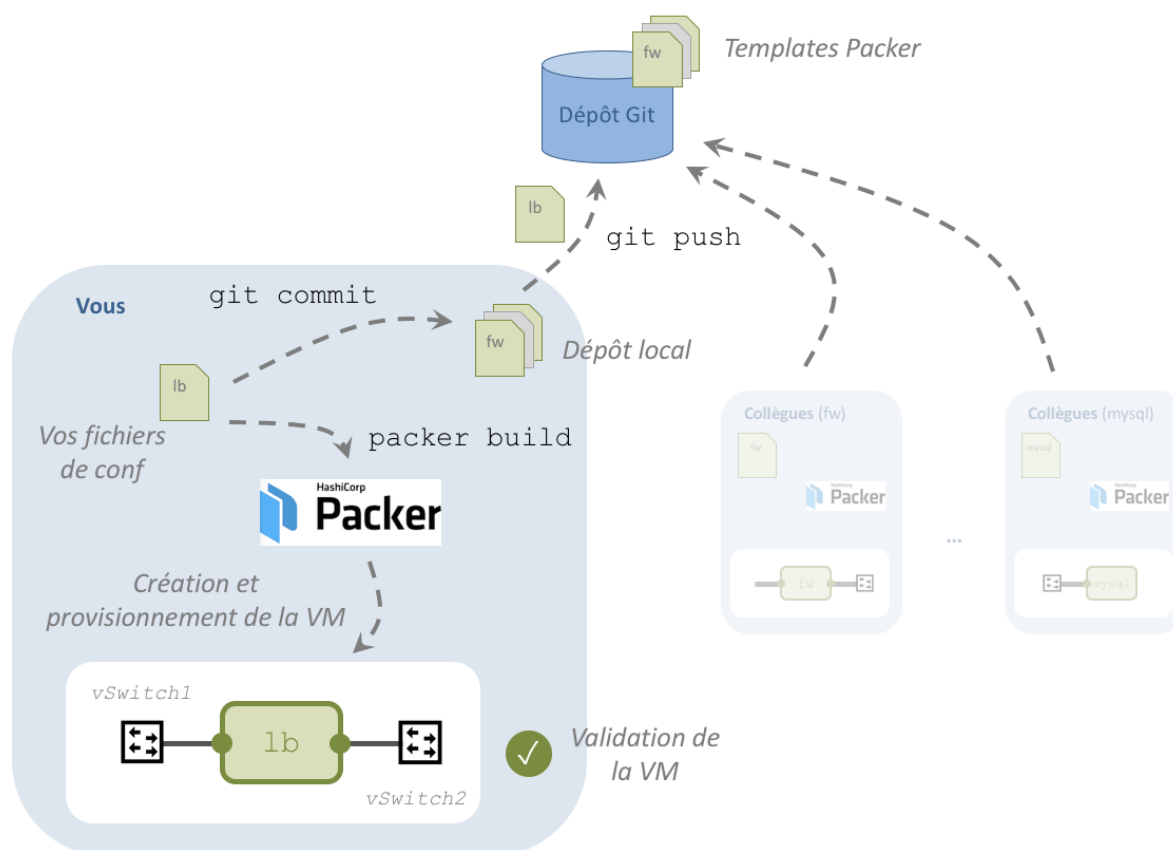 Templates Packer
fw
Dépôt Git
lb
git push
Vous
git commit
fw
Dépôt local
lb
Vos fichiers
de conf
packer build
HashiCorp
Packer
Création et
provisionnement de la VM
vSwitch1
lb
vSwitch2
Validation de
la VM
Collègues (fw)
fw
HashiCorp
Packer
fw
...
Collègues (mysql)
mysql
HashiCorp
Packer
mysql